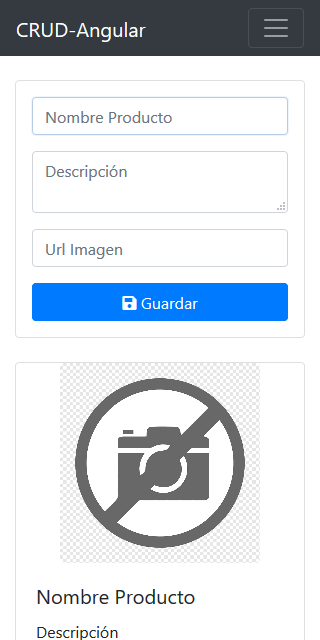 CRUD-Angular
Nombre Producto
Descripción
Url Imagen
Guardar
Nombre Producto
Descripción